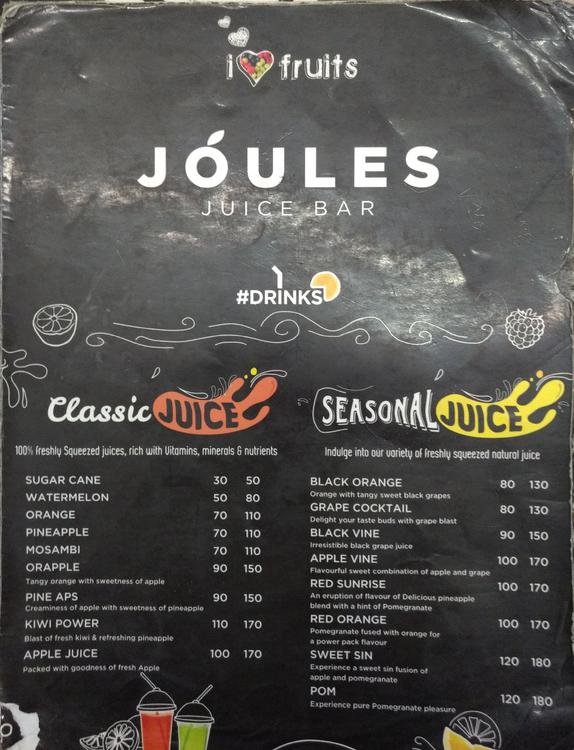 i fruits
JÓULES
JUICE BAR
#DRINKS
Classic JUICE
100% freshly Squeezed juices, rich with Vitamins, minerals & nutrients
SUGAR CANE 30 50
WATERMELON 50 80
ORANGE 70 110
PINEAPPLE 70 110
MOSAMBI 70 110
ORAPPLE 90 150
Tangy orange with sweetness of apple
PINE APS 90 150
Creaminess of apple with sweetness of pineapple
KIWI POWER 110 170
Blast of fresh kiwi & refreshing pineapple
APPLE JUICE 100 170
Packed with goodness of fresh Apple
SEASONAL JUICE
Indulge into our variety of freshly squeezed natural juice
BLACK ORANGE 80 130
Orange with tangy sweet black grapes
GRAPE COCKTAIL 80 130
Delight your taste buds with grape blast
BLACK VINE 90 150
Irresistible black grape juice
APPLE VINE 100 170
Flavourful sweet combination of apple and grape
RED SUNRISE 100 170
An eruption of flavour of Delicious pineapple
blend with a hint of Pomegranate
RED ORANGE 100 170
Pomegranate fused with orange for
a power pack flavour
SWEET SIN 120 180
Experience a sweet sin fusion of
apple and pomegranate
POM 120 180
Experience pure Pomegranate pleasure